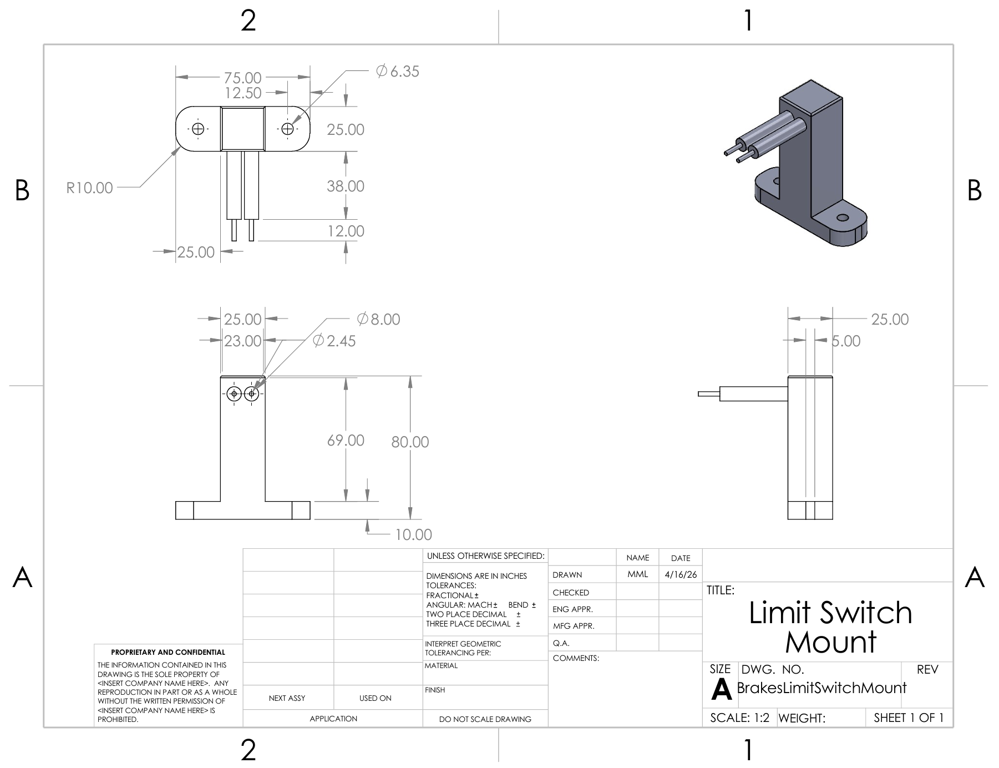 2 1
75.00
12.50
⌀6.35
25.00
R10.00
38.00
12.00
25.00
B B
25.00
23.00
⌀8.00
⌀2.45
25.00
5.00
69.00
80.00
10.00
A A
PROPRIETARY AND CONFIDENTIAL
THE INFORMATION CONTAINED IN THIS
DRAWING IS THE SOLE PROPERTY OF
<INSERT COMPANY NAME HERE>. ANY
REPRODUCTION IN PART OR AS A WHOLE
WITHOUT THE WRITTEN PERMISSION OF
<INSERT COMPANY NAME HERE> IS
PROHIBITED.
NEXT ASSY USED ON
APPLICATION
UNLESS OTHERWISE SPECIFIED:
DIMENSIONS ARE IN INCHES
TOLERANCES:
FRACTIONAL ±
ANGULAR: MACH ± BEND ±
TWO PLACE DECIMAL ±
THREE PLACE DECIMAL ±
INTERPRET GEOMETRIC
TOLERANCING PER:
MATERIAL
FINISH
DO NOT SCALE DRAWING
NAME DATE
DRAWN MML 4/16/26
CHECKED
ENG APPR.
MFG APPR.
Q.A.
COMMENTS:
TITLE:
Limit Switch
Mount
SIZE DWG. NO. REV
A BrakesLimitSwitchMount
SCALE: 1:2 WEIGHT: SHEET 1 OF 1
2 1